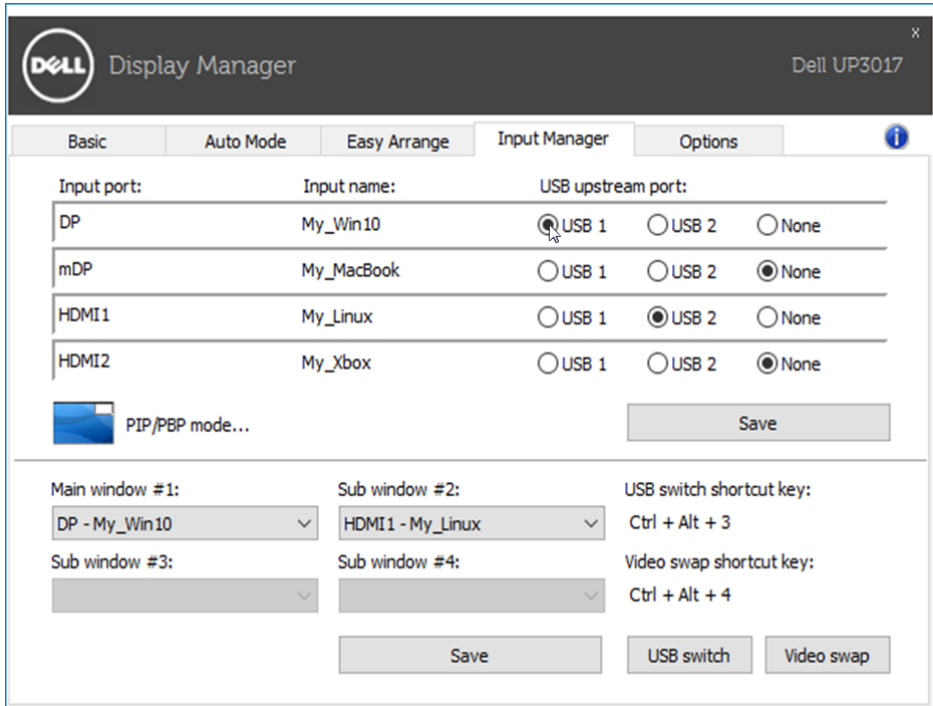 x
DELL Display Manager Dell UP3017
Basic Auto Mode Easy Arrange Input Manager Options i
Input port: Input name: USB upstream port:
DP My_Win10 USB 1 USB 2 None
mDP My_MacBook USB 1 USB 2 None
HDMI1 My_Linux USB 1 USB 2 None
HDMI2 My_Xbox USB 1 USB 2 None
PIP/PBP mode... Save
Main window #1: Sub window #2: USB switch shortcut key:
DP - My_Win10 HDMI1 - My_Linux Ctrl + Alt + 3
Sub window #3: Sub window #4: Video swap shortcut key:
Ctrl + Alt + 4
Save USB switch Video swap